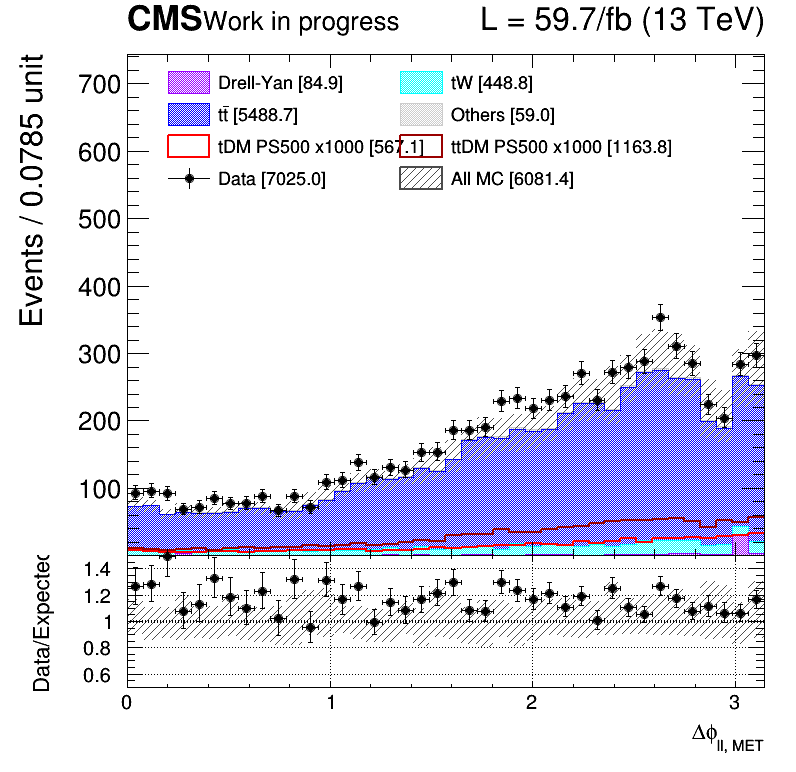 CMS Work in progress L = 59.7/fb (13 TeV)
Events / 0.0785 unit
700
600
500
400
300
200
100
Drell-Yan [84.9] tW [448.8]
tt̄ [5488.7] Others [59.0]
tDM PS500 x1000 [567.1] ttDM PS500 x1000 [1163.8]
Data [7025.0] All MC [6081.4]
Data/Expected
1.4
1.2
1
0.8
0.6
0 1 2 3
Δϕll, MET